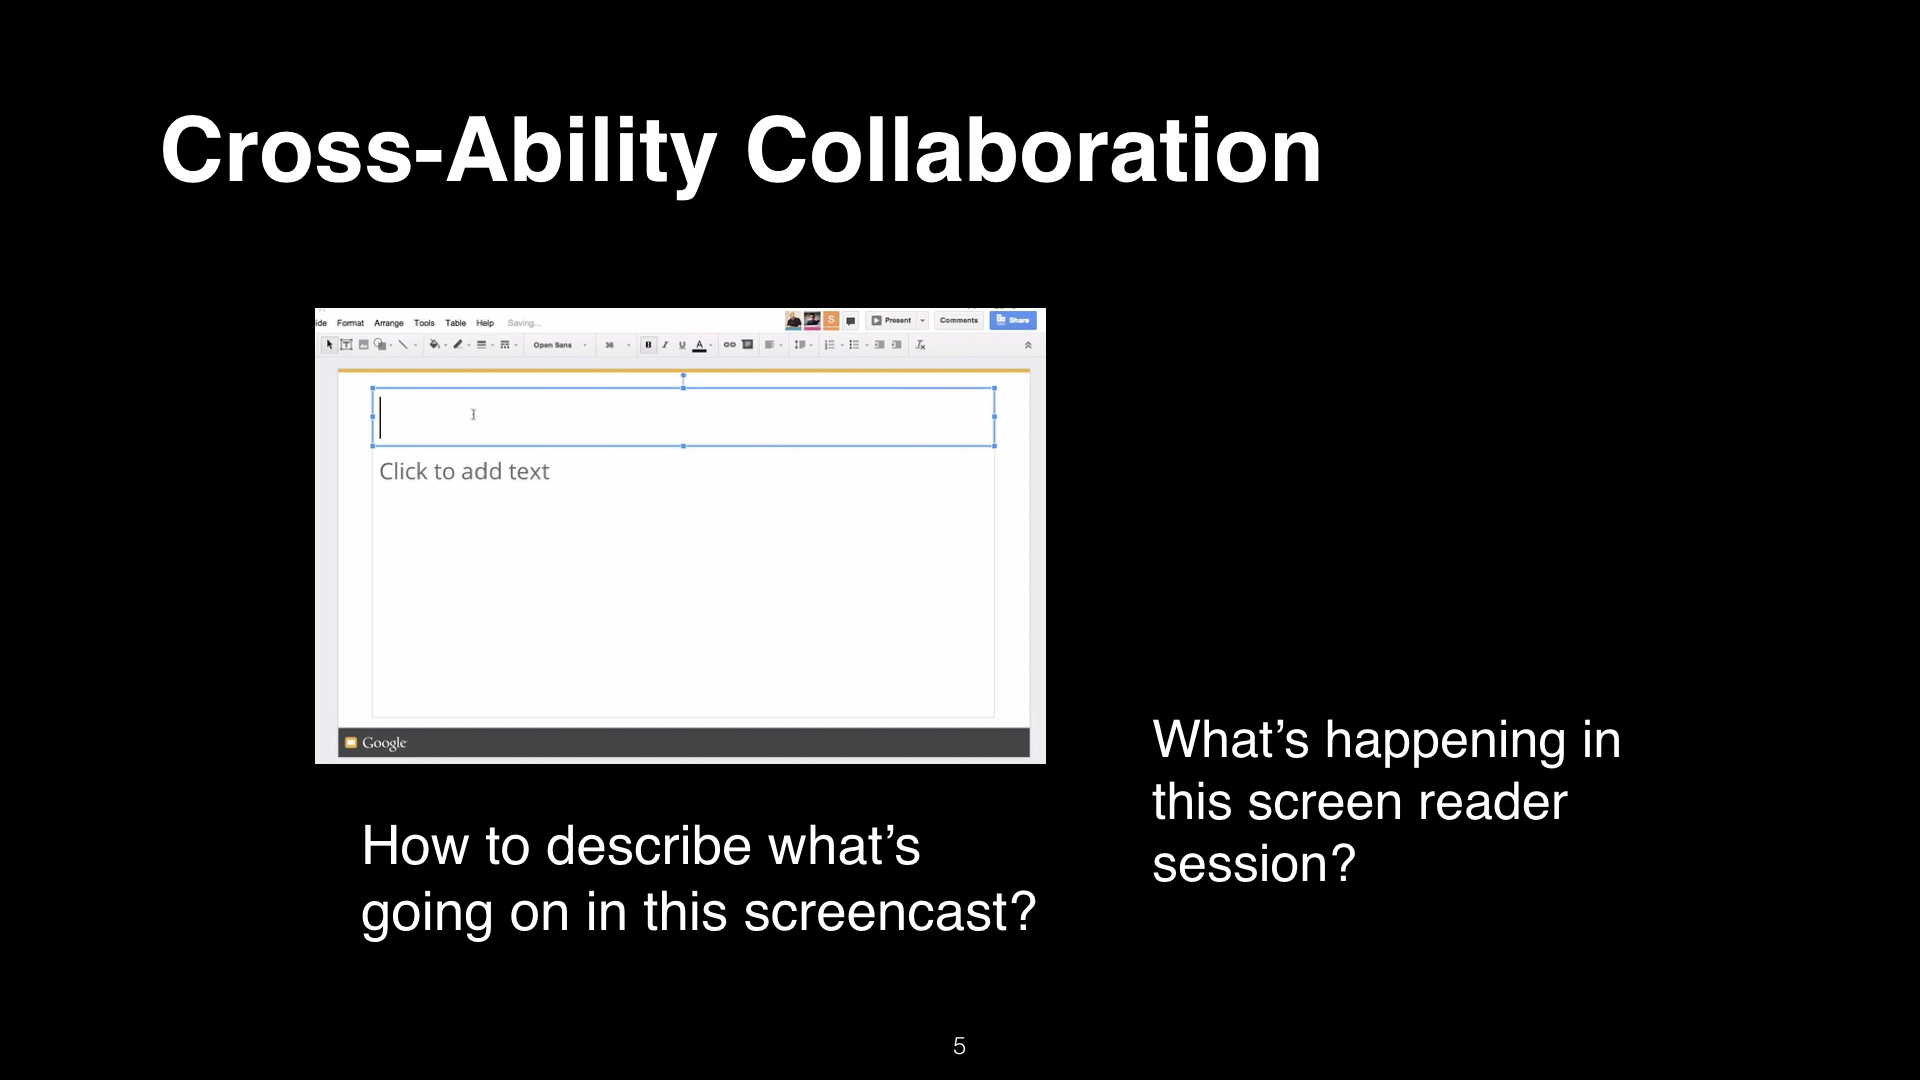 Cross-Ability Collaboration
ide Format Arrange Tools Table Help Saving...
S Present Comments Share
Open Sans 36 B I U A
Click to add text
Google
How to describe what’s
going on in this screencast?
What’s happening in
this screen reader
session?
5